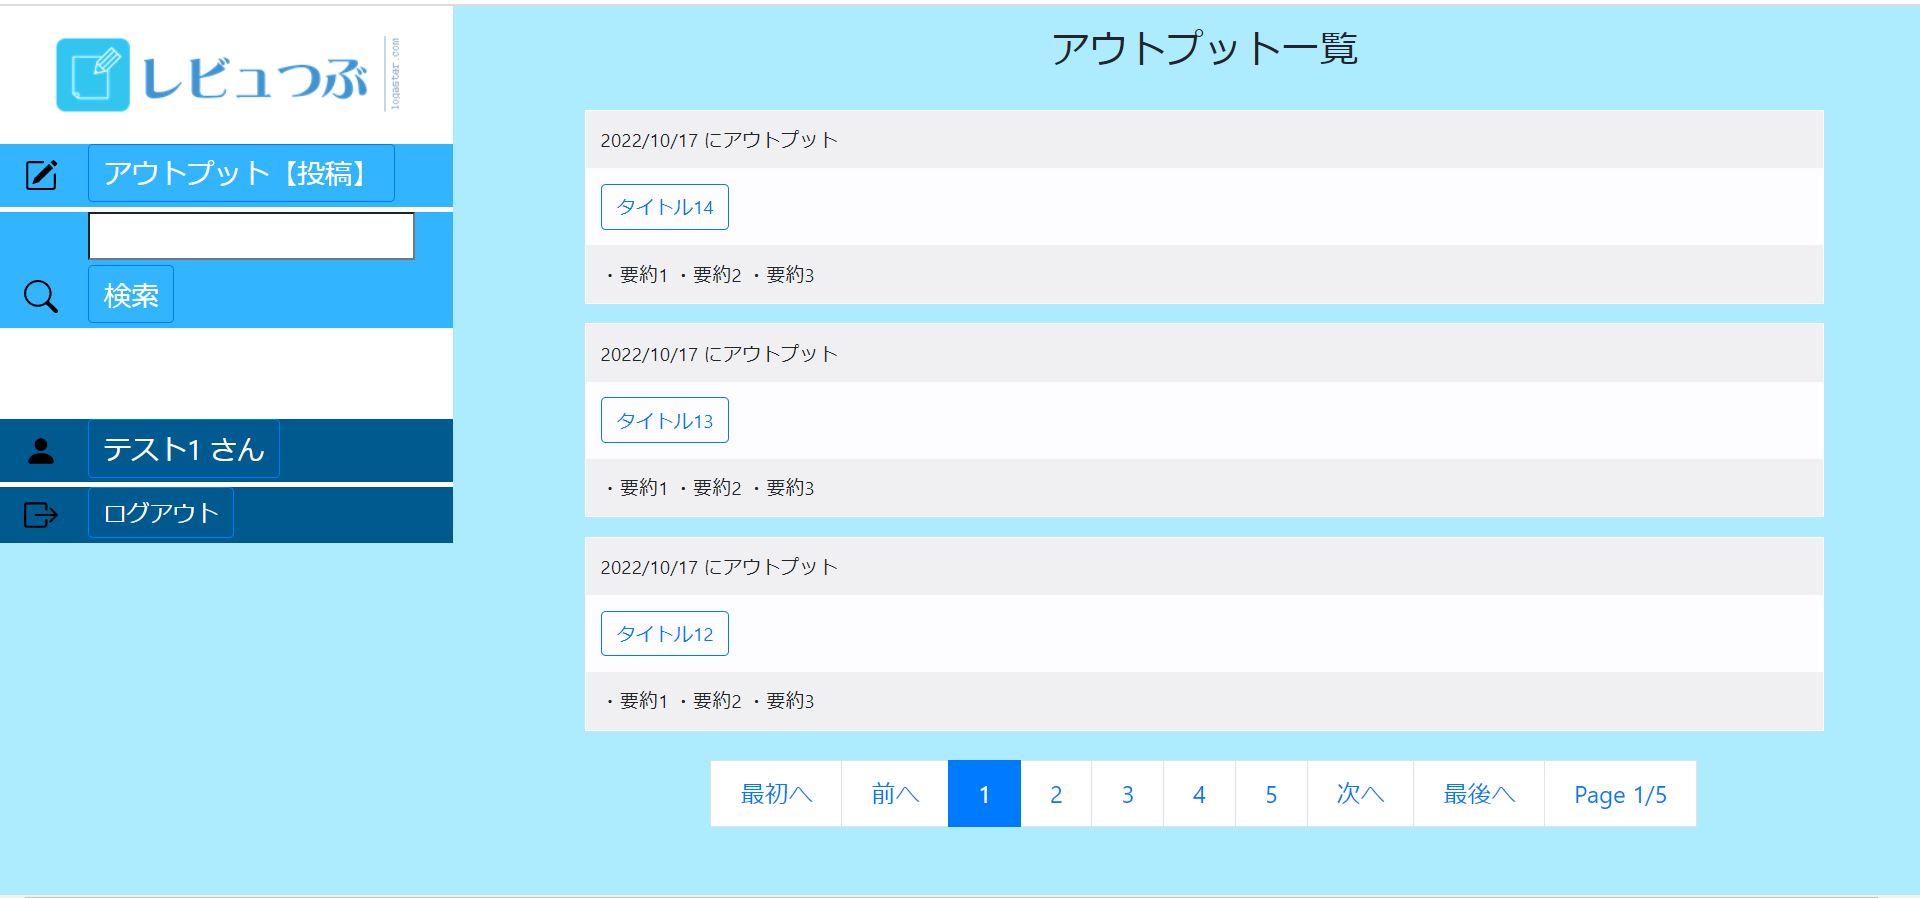 レビュつぶ
logaster.com
アウトプット【投稿】
検索
テスト1 さん
ログアウト
アウトプット一覧
2022/10/17 にアウトプット
タイトル14
・要約1 ・要約2 ・要約3
2022/10/17 にアウトプット
タイトル13
・要約1 ・要約2 ・要約3
2022/10/17 にアウトプット
タイトル12
・要約1 ・要約2 ・要約3
最初へ 前へ 1 2 3 4 5 次へ 最後へ Page 1/5